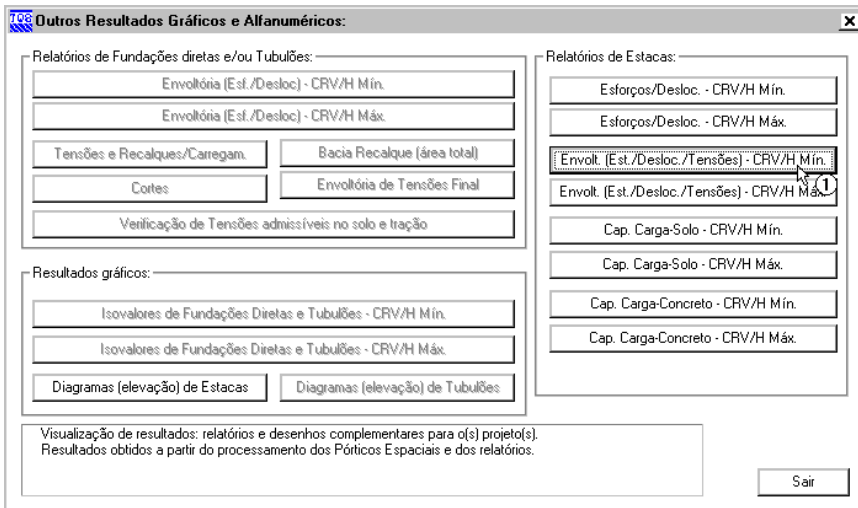 TQS Outros Resultados Gráficos e Alfanuméricos:
Relatórios de Fundações diretas e/ou Tubulões:
Envoltória (Esf./Desloc) - CRV/H Mín.
Envoltória (Esf./Desloc) - CRV/H Máx.
Tensões e Recalques/Carregam.
Bacia Recalque (área total)
Cortes
Envoltória de Tensões Final
Verificação de Tensões admissíveis no solo e tração
Resultados gráficos:
Isovalores de Fundações Diretas e Tubulões - CRV/H Mín.
Isovalores de Fundações Diretas e Tubulões - CRV/H Máx.
Diagramas (elevação) de Estacas
Diagramas (elevação) de Tubulões
Relatórios de Estacas:
Esforços/Desloc. - CRV/H Mín.
Esforços/Desloc. - CRV/H Máx.
Envolt. (Est./Desloc./Tensões) - CRV/H Mín.
1
Envolt. (Est./Desloc./Tensões) - CRV/H Máx.
Cap. Carga-Solo - CRV/H Mín.
Cap. Carga-Solo - CRV/H Máx.
Cap. Carga-Concreto - CRV/H Mín.
Cap. Carga-Concreto - CRV/H Máx.
Visualização de resultados: relatórios e desenhos complementares para o(s) projeto(s).
Resultados obtidos a partir do processamento dos Pórticos Espaciais e dos relatórios.
Sair